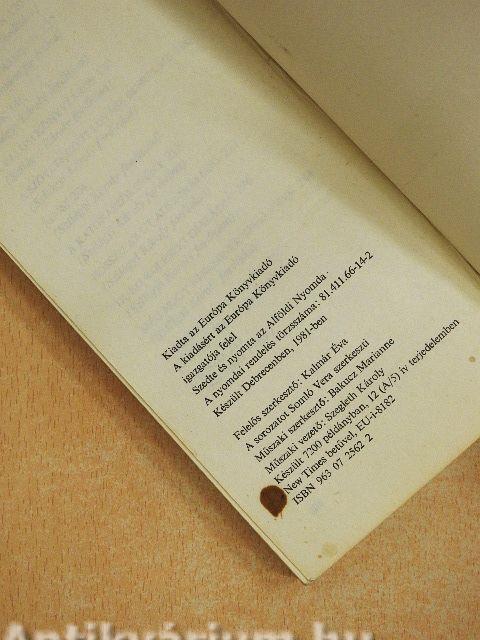 Kiadta az Európa Könyvkiadó
A kiadásért az Európa Könyvkiadó
igazgatója felel
Szedte és nyomta az Alföldi Nyomda
A nyomdai rendelés törzsszáma: 81.411.66-14-2
Készült Debrecenben, 1981-ben
Felelős szerkesztő: Kalmár Éva
A sorozatot Somló Vera szerkeszti
Műszaki szerkesztő: Bakucz Marianne
Műszaki vezető: Szegleth Károly
Készült 7200 példányban, 12 (A/5) ív terjedelemben
New Times betűvel, EU-i-8182
ISBN 963 07 2562 2
Antikvárium.hu